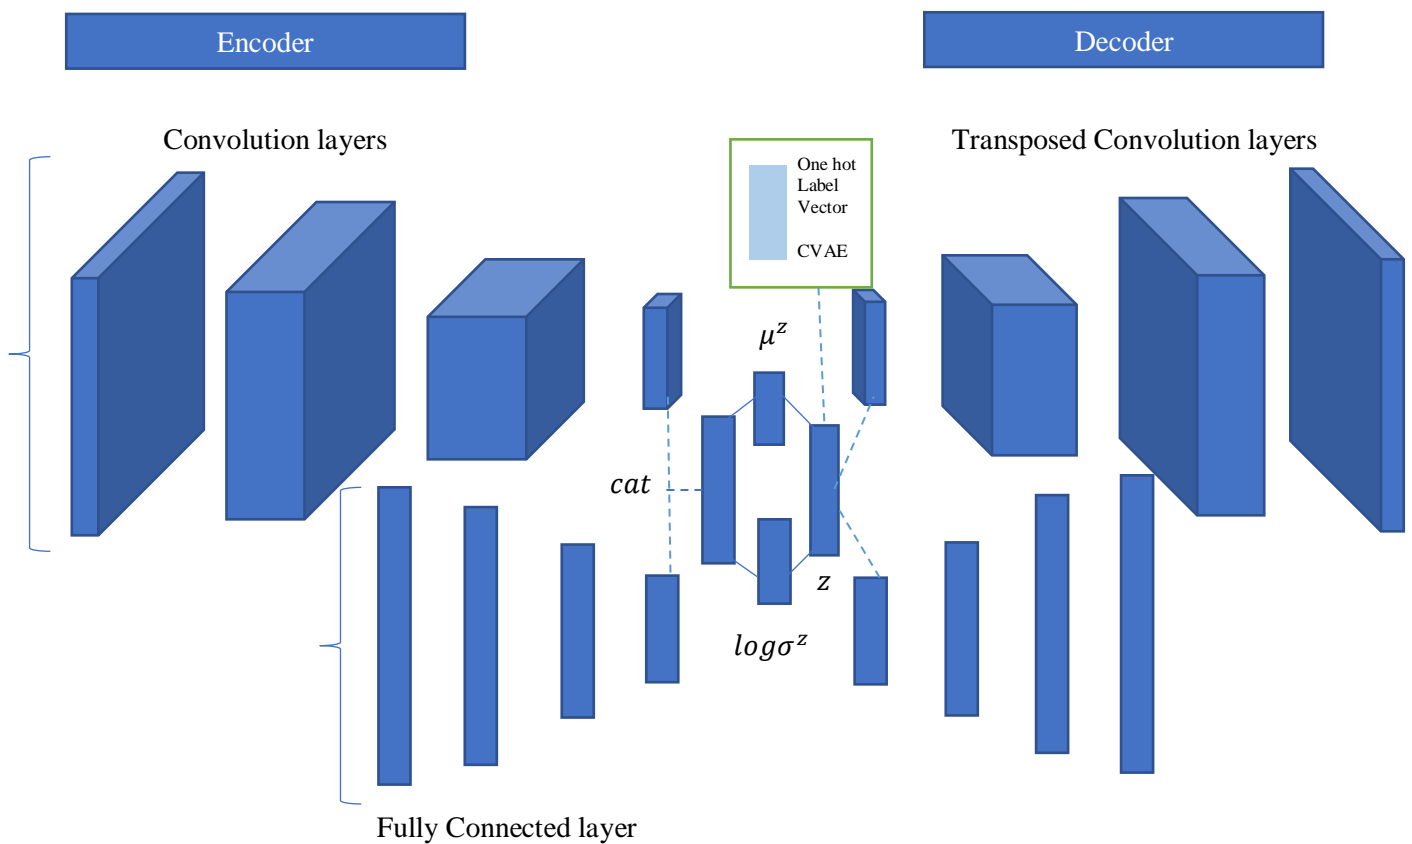 Encoder
Decoder
Convolution layers
Transposed Convolution layers
One hot
Label
Vector
CVAE
μ^z
cat
z
logσ^z
Fully Connected layer